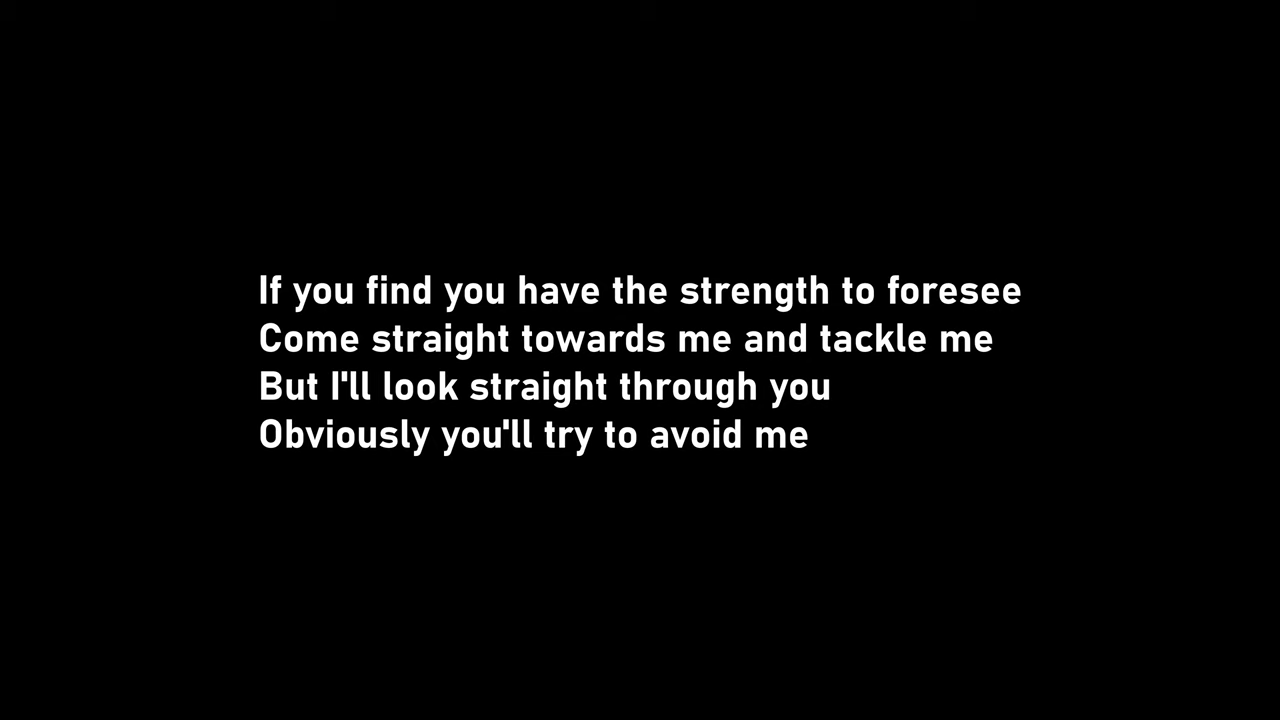 If you find you have the strength to foresee
Come straight towards me and tackle me
But I'll look straight through you
Obviously you'll try to avoid me